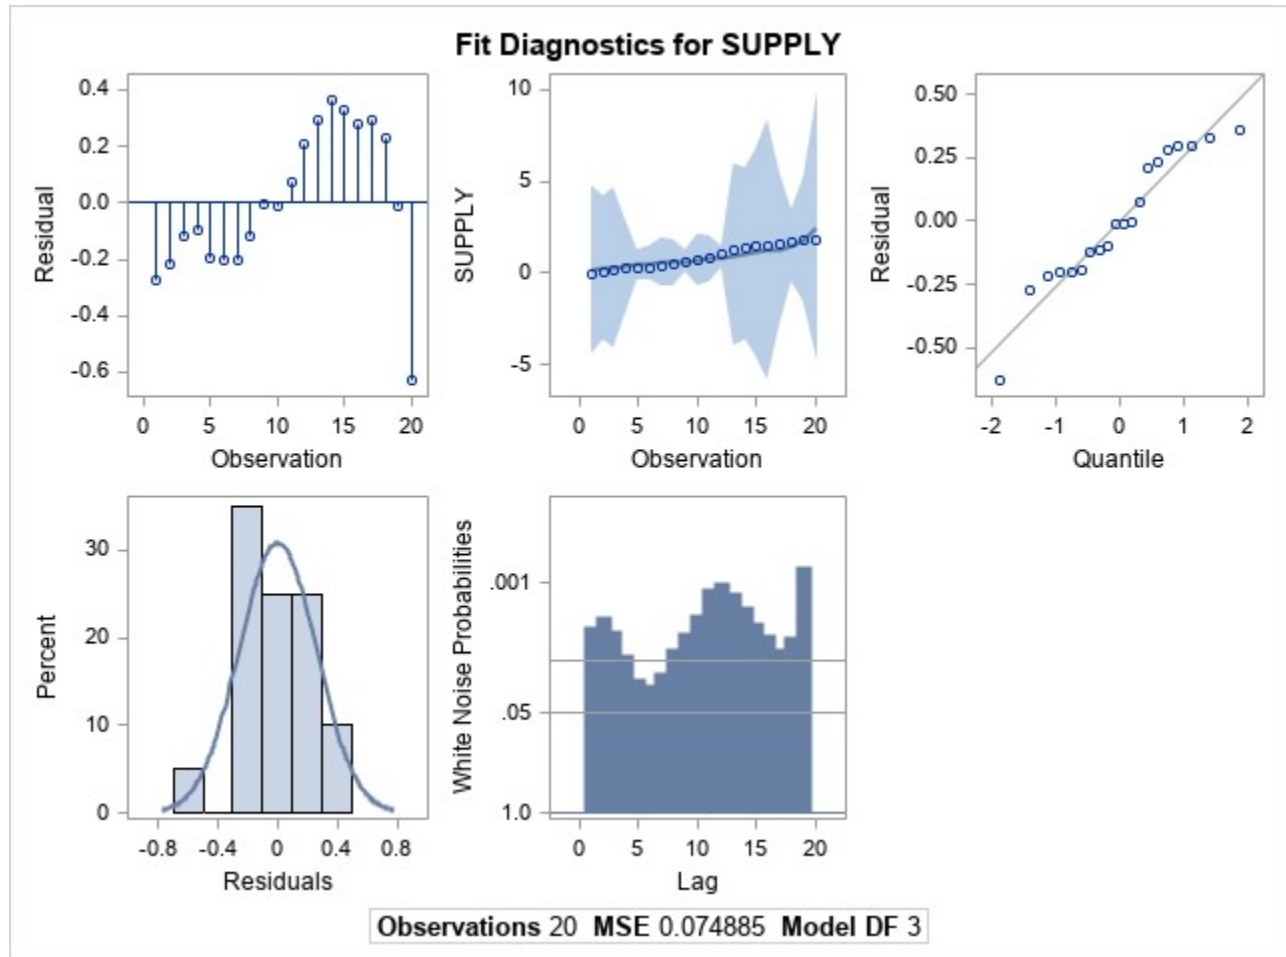 Fit Diagnostics for SUPPLY
0.4
0.2
0.0
-0.2
-0.4
-0.6
Residual
0 5 10 15 20
Observation
10
5
0
-5
SUPPLY
0 5 10 15 20
Observation
0.50
0.25
0.00
-0.25
-0.50
Residual
-2 -1 0 1 2
Quantile
30
20
10
0
Percent
-0.8 -0.4 0 0.4 0.8
Residuals
.001
.05
1.0
White Noise Probabilities
0 5 10 15 20
Lag
Observations 20 MSE 0.074885 Model DF 3